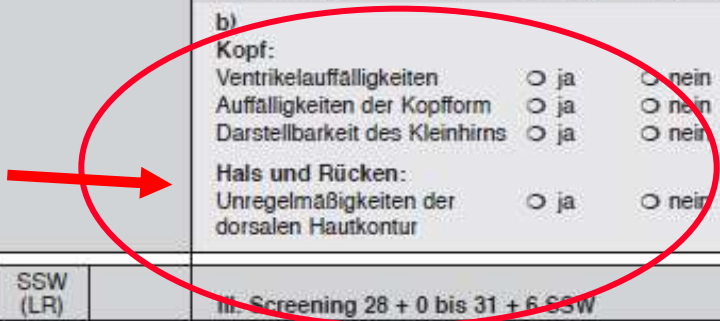 b)
Kopf:
Ventrikelauffälligkeiten O ja O nein
Auffälligkeiten der Kopfform O ja O nein
Darstellbarkeit des Kleinhirns O ja O nein
Hals und Rücken:
Unregelmäßigkeiten der O ja O nein
dorsalen Hautkontur
SSW
(LR)
III. Screening 28 + 0 bis 31 + 6 SSW